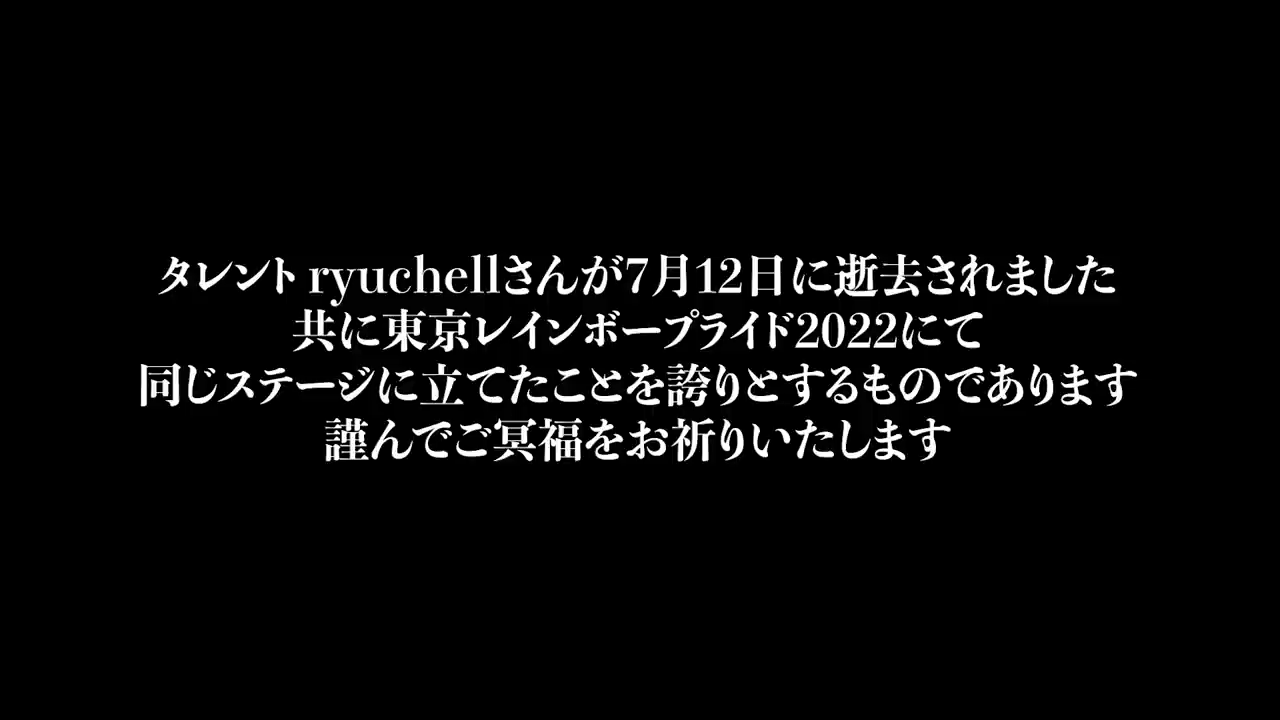 タレント ryuchellさんが7月12日に逝去されました
共に東京レインボープライド2022にて
同じステージに立てたことを誇りとするものであります
謹んでご冥福をお祈りいたします